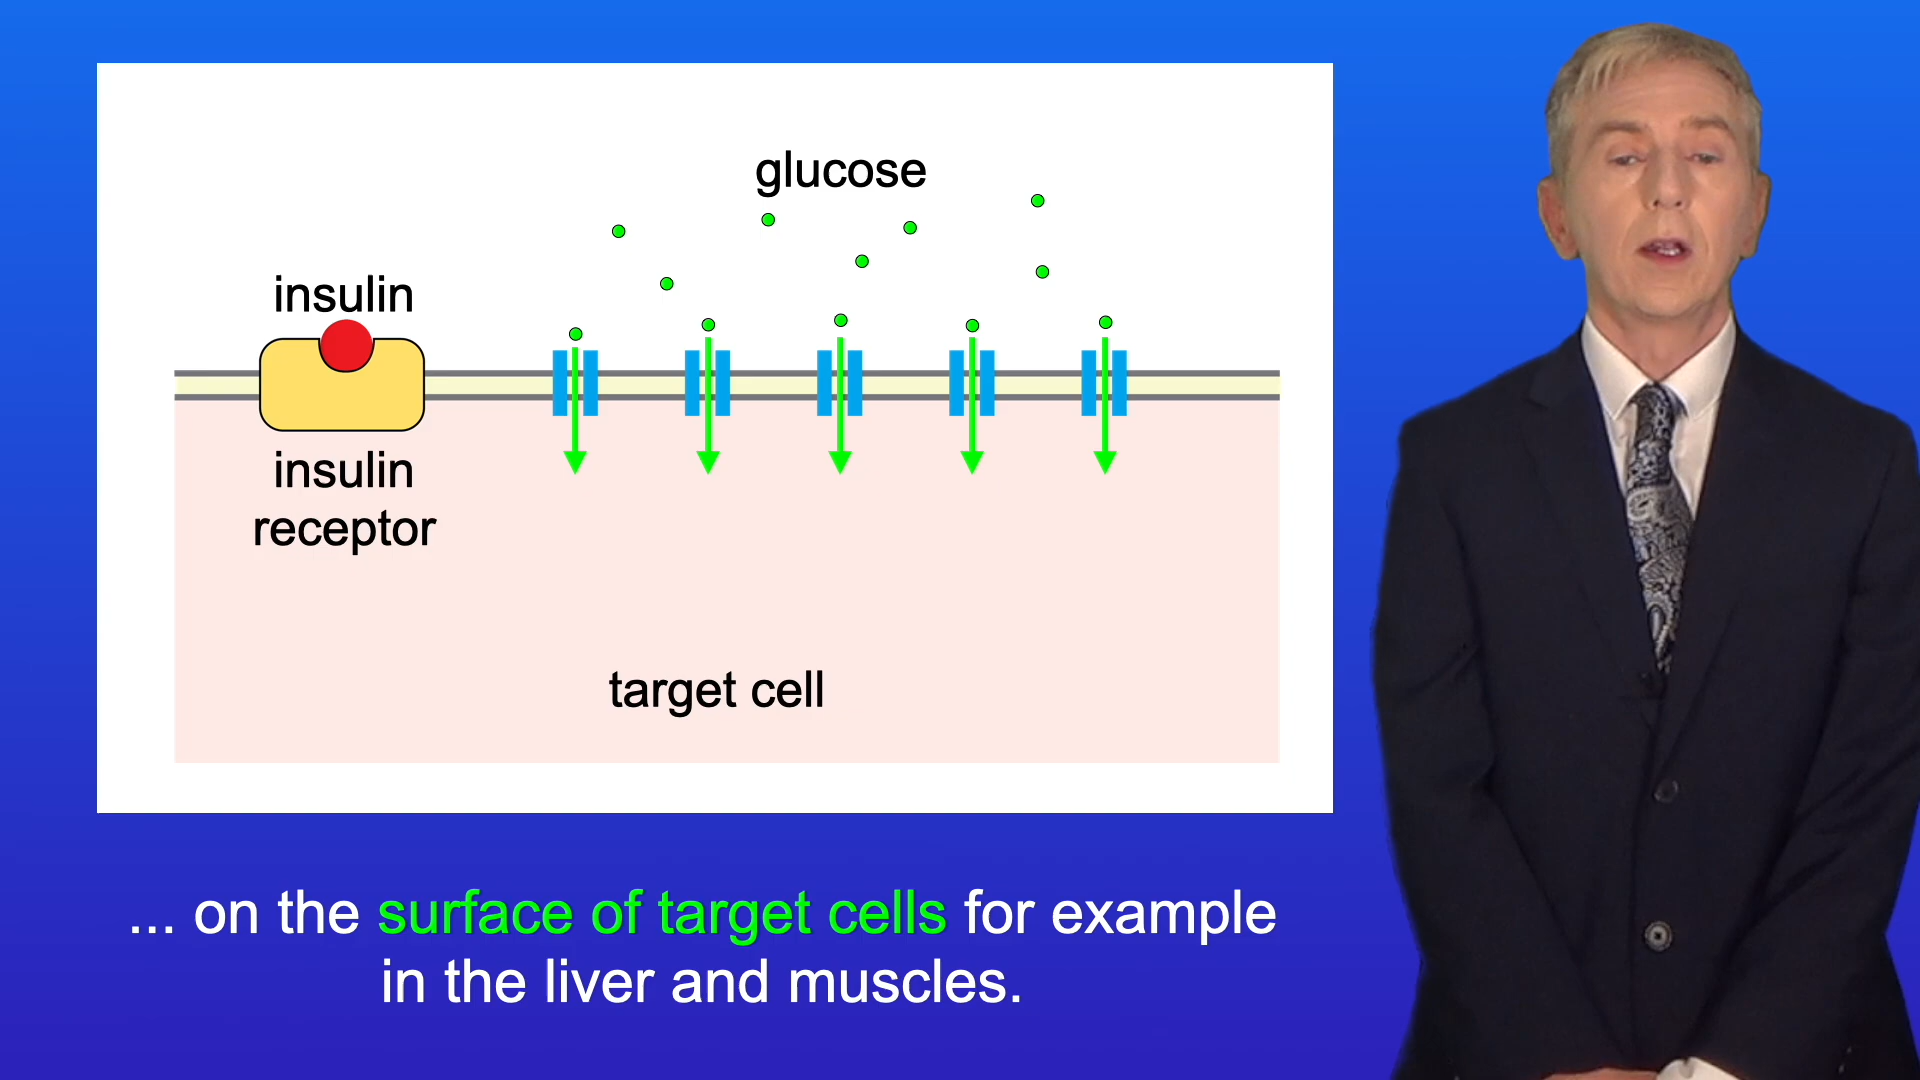 glucose
insulin
insulin
receptor
target cell
... on the surface of target cells for example
in the liver and muscles.